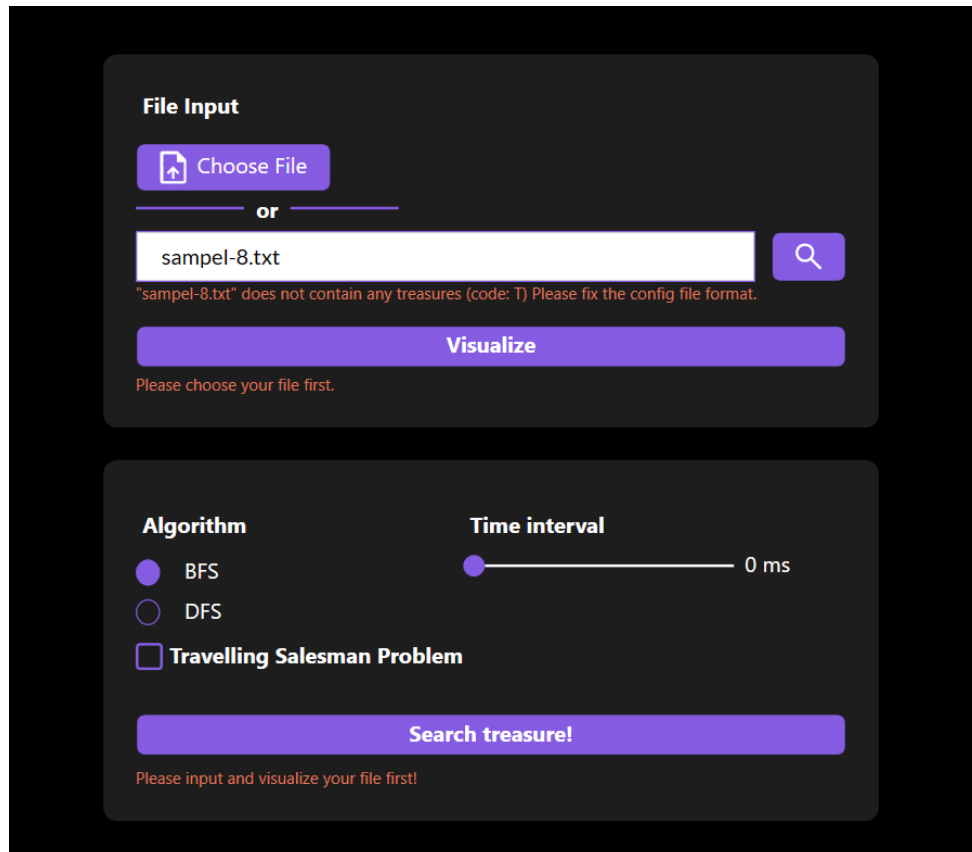 File Input
Choose File
or
sampel-8.txt
"sampel-8.txt" does not contain any treasures (code: T) Please fix the config file format.
Visualize
Please choose your file first.
Algorithm
Time interval
BFS
0 ms
DFS
Travelling Salesman Problem
Search treasure!
Please input and visualize your file first!